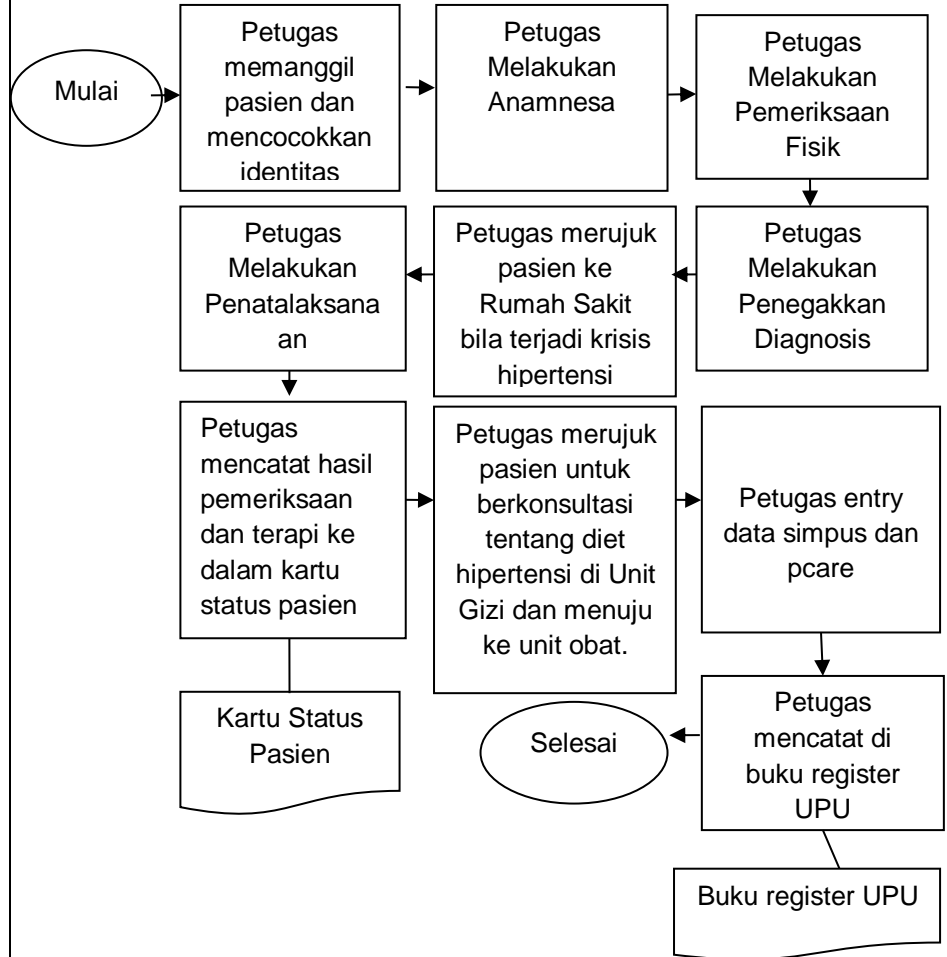 Mulai
Petugas
memanggil
pasien dan
mencocokkan
identitas
Petugas
Melakukan
Anamnesa
Petugas
Melakukan
Pemeriksaan
Fisik
Petugas
Melakukan
Penegakkan
Diagnosis
Petugas merujuk
pasien ke
Rumah Sakit
bila terjadi krisis
hipertensi
Petugas
Melakukan
Penatalaksana
an
Petugas
mencatat hasil
pemeriksaan
dan terapi ke
dalam kartu
status pasien
Kartu Status
Pasien
Petugas merujuk
pasien untuk
berkonsultasi
tentang diet
hipertensi di Unit
Gizi dan menuju
ke unit obat.
Petugas entry
data simpus dan
pcare
Petugas
mencatat di
buku register
UPU
Buku register UPU
Selesai